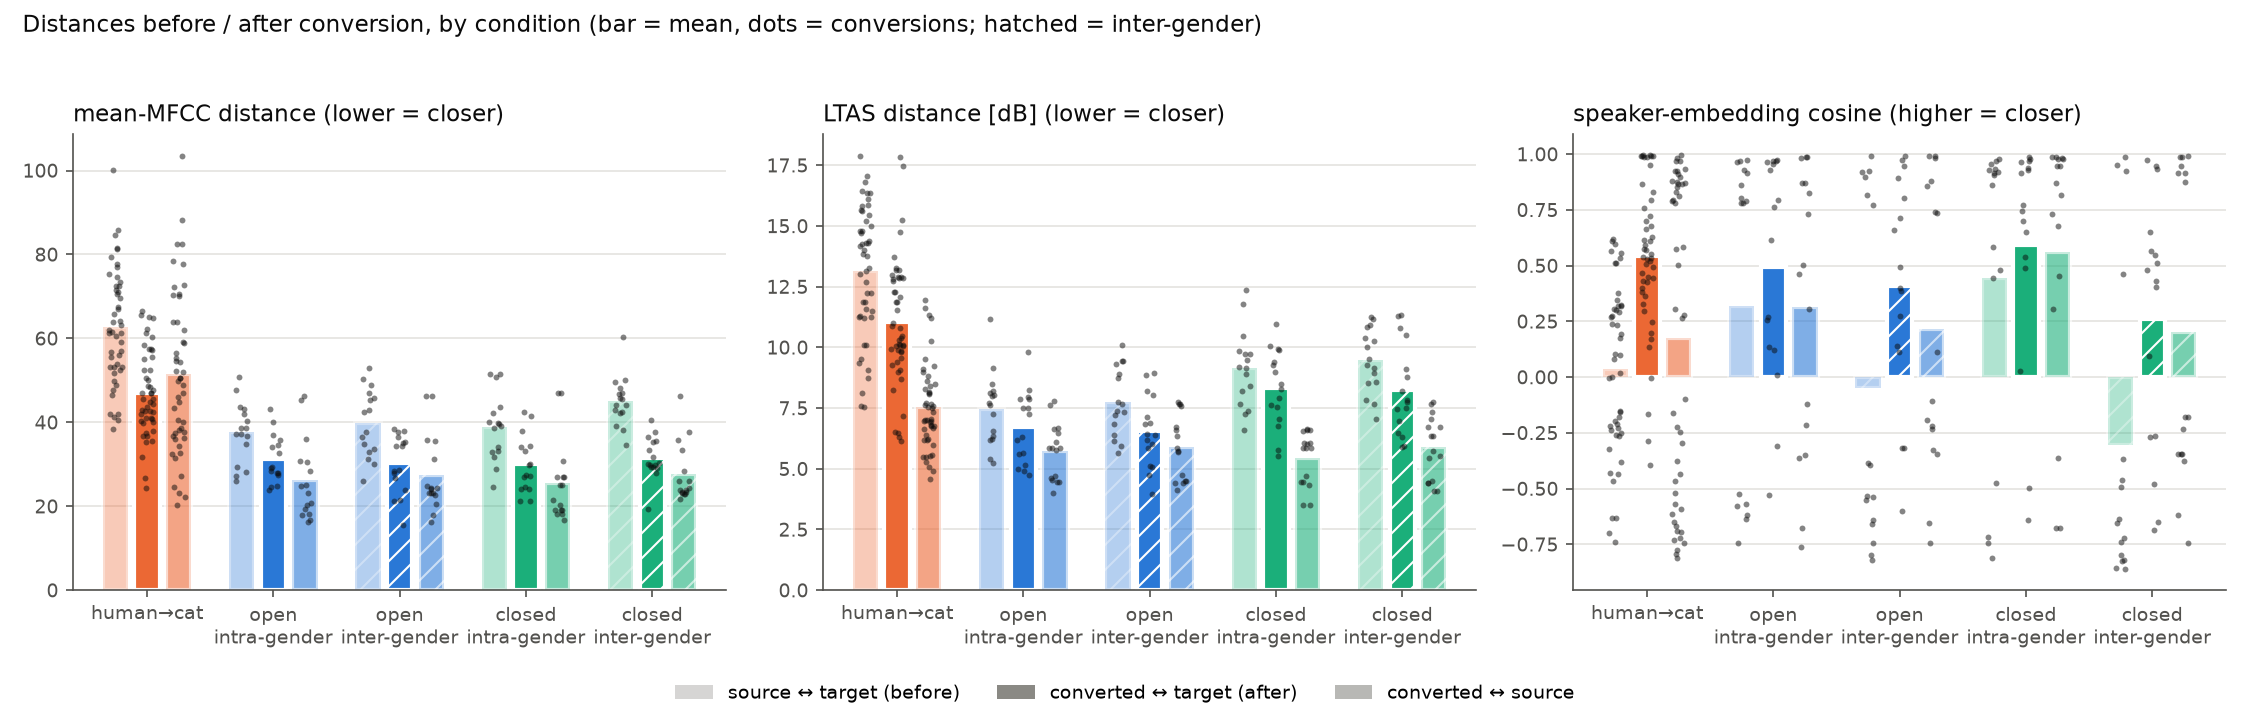 Distances before / after conversion, by condition (bar = mean, dots = conversions; hatched = inter-gender)
mean-MFCC distance (lower = closer)
100
80
60
40
20
0
human→cat
open
intra-gender
open
inter-gender
closed
intra-gender
closed
inter-gender
LTAS distance [dB] (lower = closer)
17.5
15.0
12.5
10.0
7.5
5.0
2.5
0.0
human→cat
open
intra-gender
open
inter-gender
closed
intra-gender
closed
inter-gender
speaker-embedding cosine (higher = closer)
1.00
0.75
0.50
0.25
0.00
−0.25
−0.50
−0.75
human→cat
open
intra-gender
open
inter-gender
closed
intra-gender
closed
inter-gender
source ↔ target (before)
converted ↔ target (after)
converted ↔ source